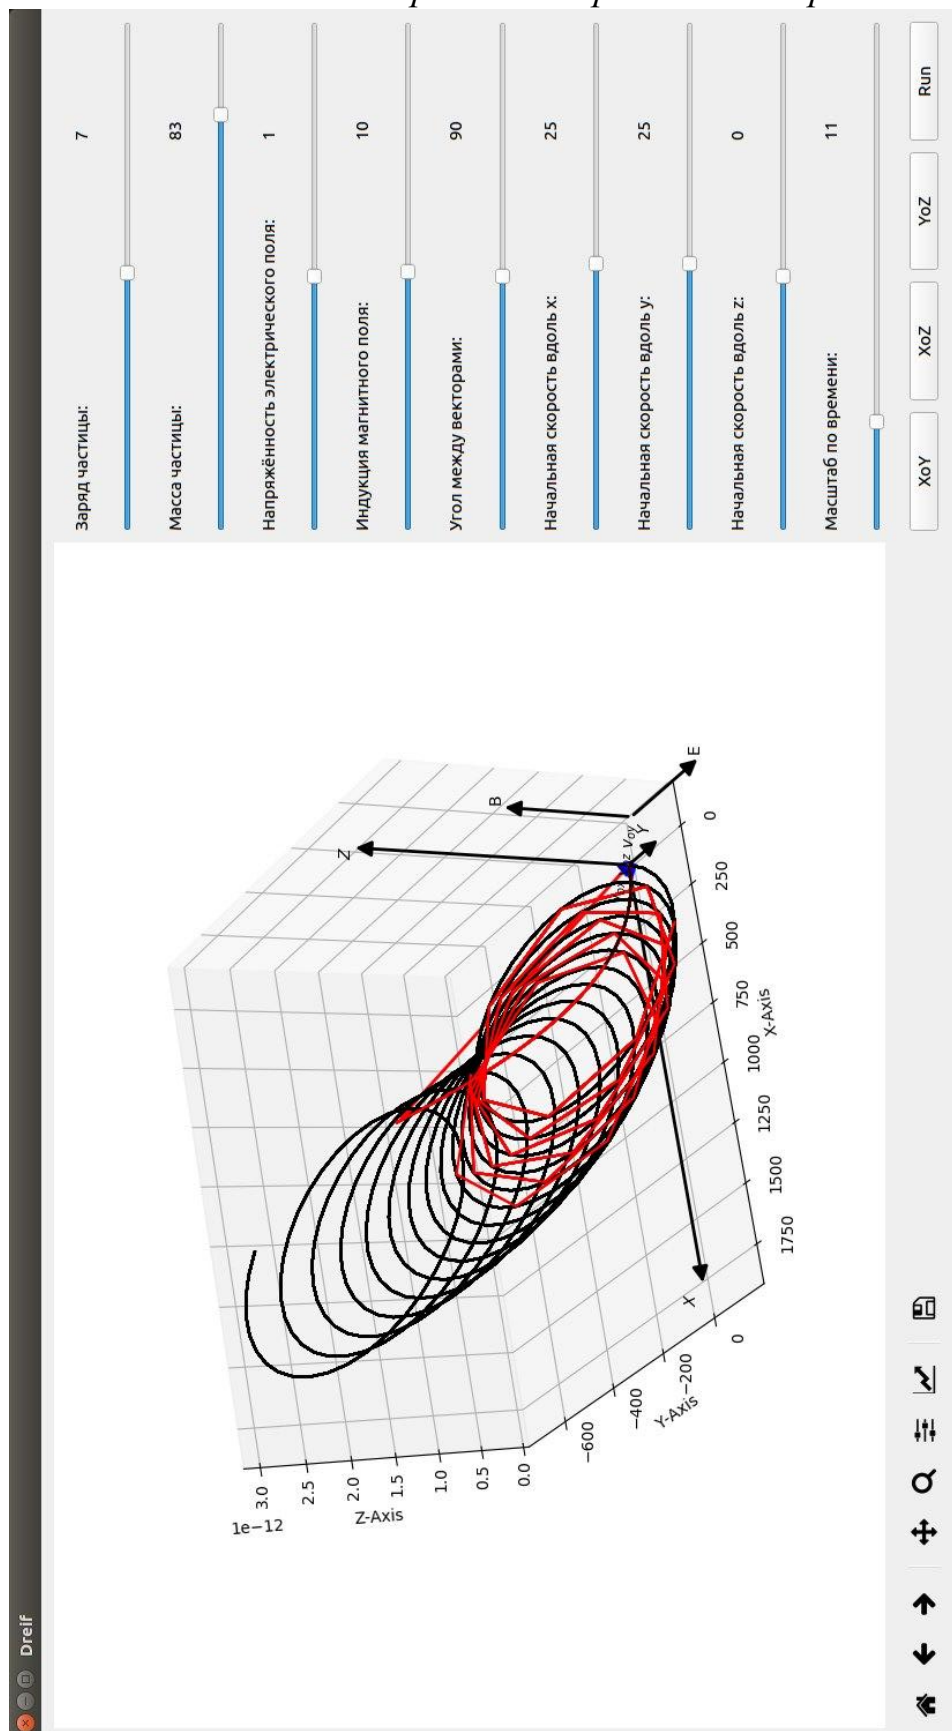 Dreif
Заряд частицы: 7
Масса частицы: 83
Напряжённость электрического поля: 1
Индукция магнитного поля: 10
Угол между векторами: 90
Начальная скорость вдоль x: 25
Начальная скорость вдоль y: 25
Начальная скорость вдоль z: 0
Масштаб по времени: 11
XoY XoZ YoZ Run
1e−12
3.0
2.5
2.0
1.5
1.0
0.5
0.0
Z-Axis
−600
−400
−200
0
Y-Axis
1750
1500
1250
1000
750
500
250
0
X-Axis
Z
B
E
Y
X